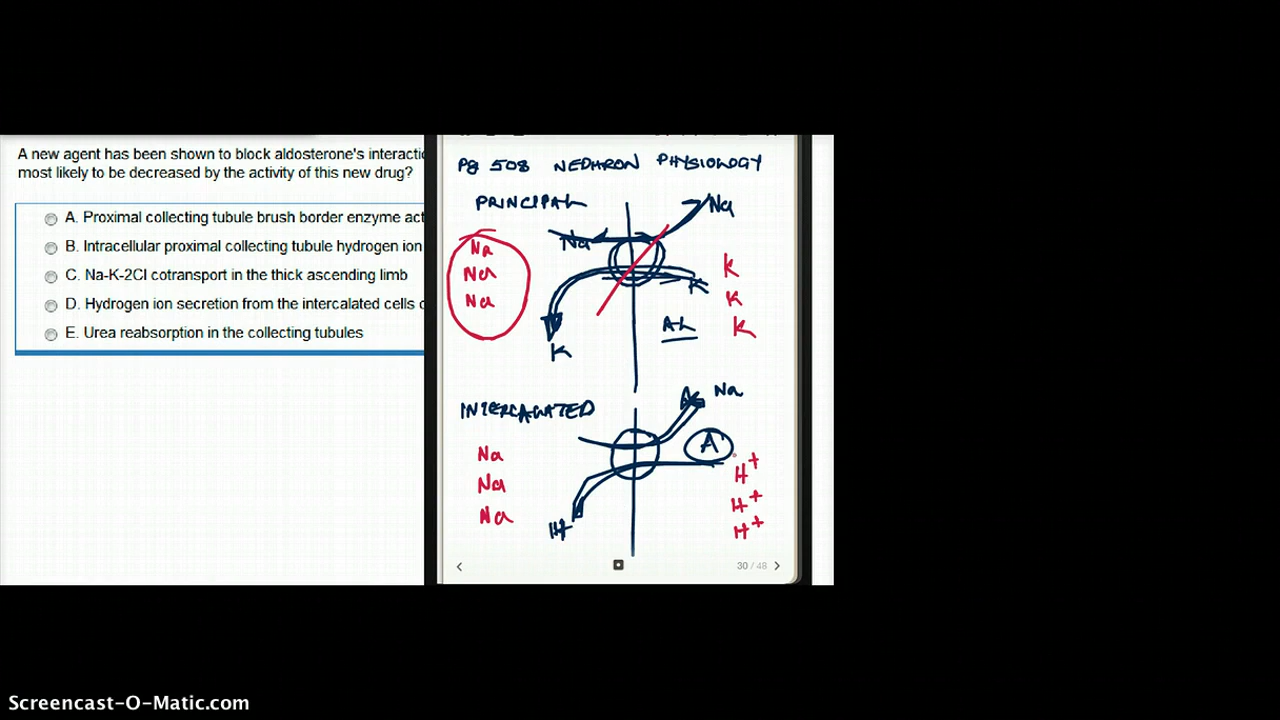 A new agent has been shown to block aldosterone's interacti
most likely to be decreased by the activity of this new drug?
A. Proximal collecting tubule brush border enzyme act
B. Intracellular proximal collecting tubule hydrogen ion
C. Na-K-2Cl cotransport in the thick ascending limb
D. Hydrogen ion secretion from the intercalated cells
E. Urea reabsorption in the collecting tubules
Pg 508 NEPHRON PHYSIOLOGY
PRINCIPAL
Na
Na
Na
Na
Na
K
K
K
K
K
INTERCALATED
Na
A
Na
Na
Na
H+
H+
H+
H+
30 / 48
Screencast-O-Matic.com